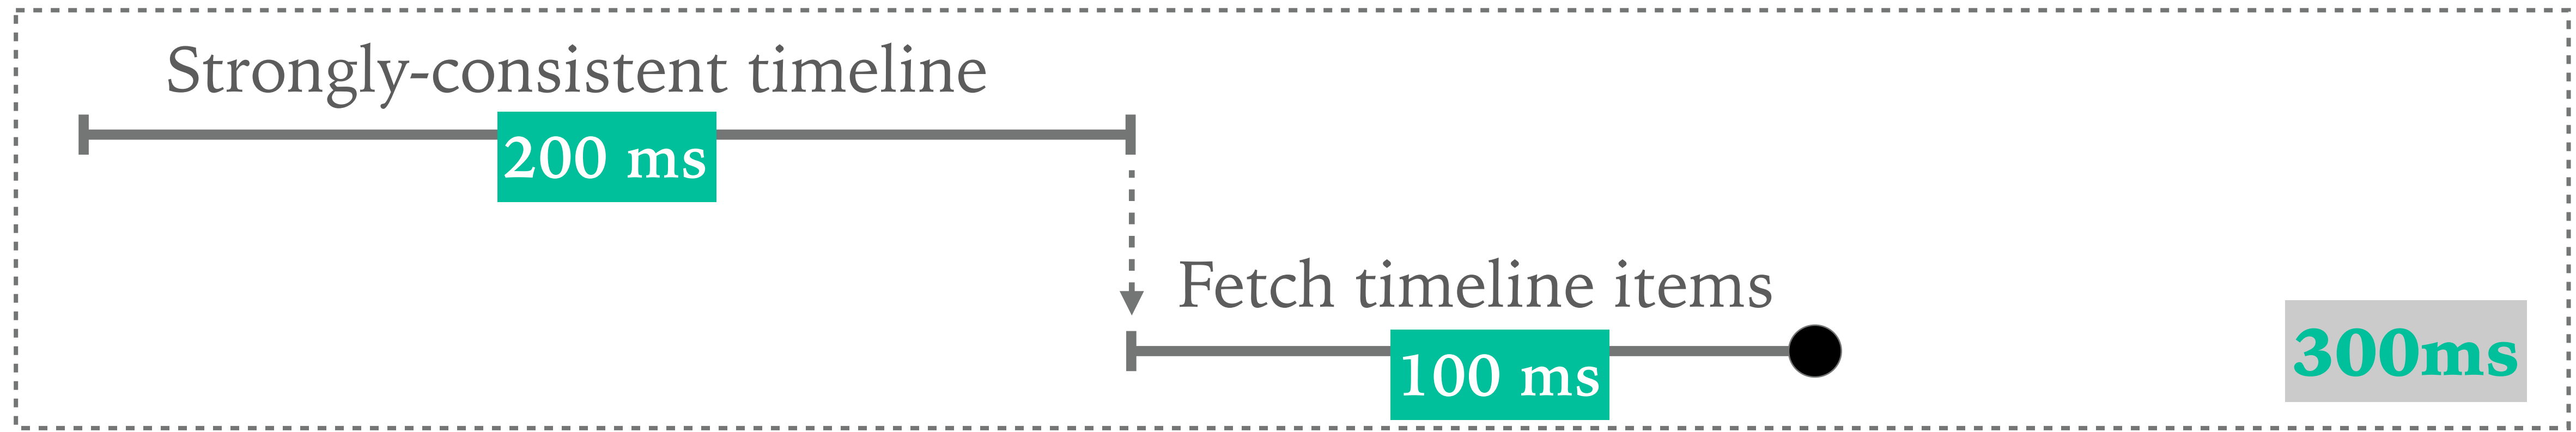 Strongly-consistent timeline
200 ms
Fetch timeline items
100 ms
300ms